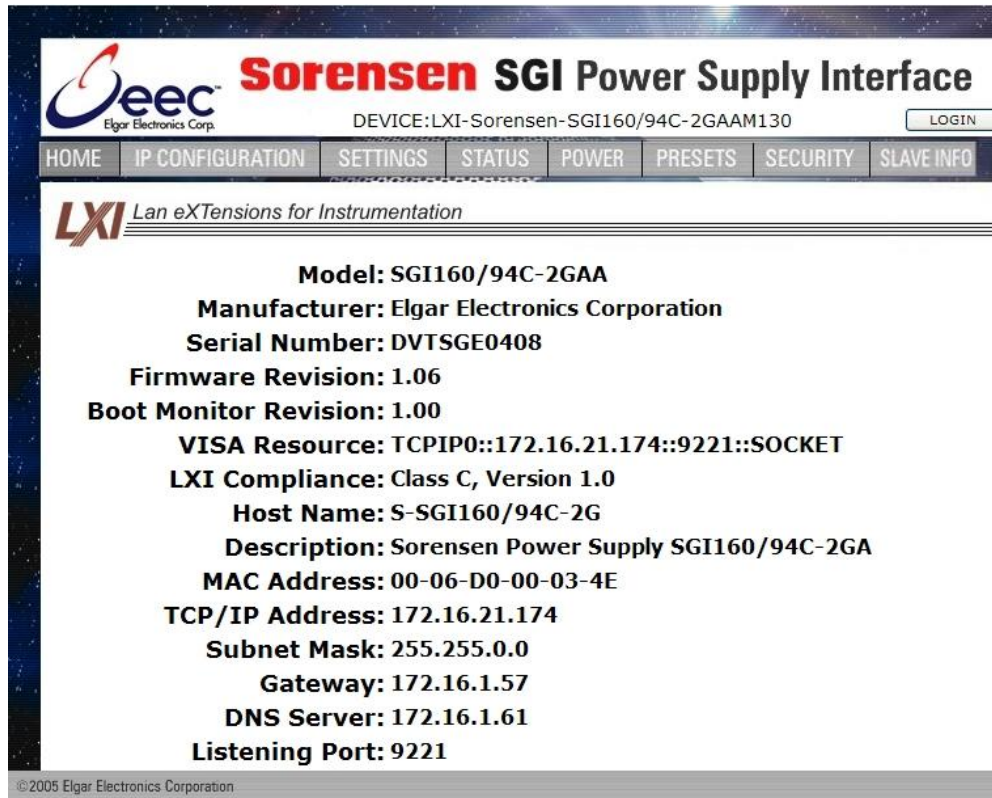 eec
Elgar Electronics Corp.
Sorensen SGI Power Supply Interface
DEVICE:LXI-Sorensen-SGI160/94C-2GAAM130
LOGIN
HOME IP CONFIGURATION SETTINGS STATUS POWER PRESETS SECURITY SLAVE INFO
LXI Lan eXTensions for Instrumentation
Model: SGI160/94C-2GAA
Manufacturer: Elgar Electronics Corporation
Serial Number: DVTSGE0408
Firmware Revision: 1.06
Boot Monitor Revision: 1.00
VISA Resource: TCPIP0::172.16.21.174::9221::SOCKET
LXI Compliance: Class C, Version 1.0
Host Name: S-SGI160/94C-2G
Description: Sorensen Power Supply SGI160/94C-2GA
MAC Address: 00-06-D0-00-03-4E
TCP/IP Address: 172.16.21.174
Subnet Mask: 255.255.0.0
Gateway: 172.16.1.57
DNS Server: 172.16.1.61
Listening Port: 9221
©2005 Elgar Electronics Corporation